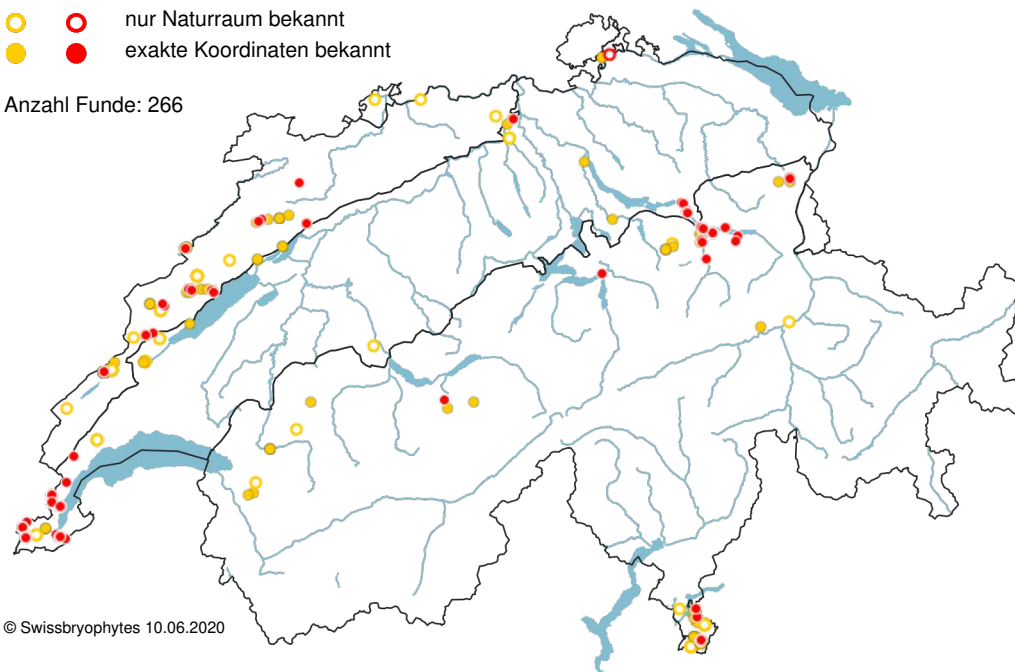 nur Naturraum bekannt
exakte Koordinaten bekannt
Anzahl Funde: 266
© Swissbryophytes 10.06.2020